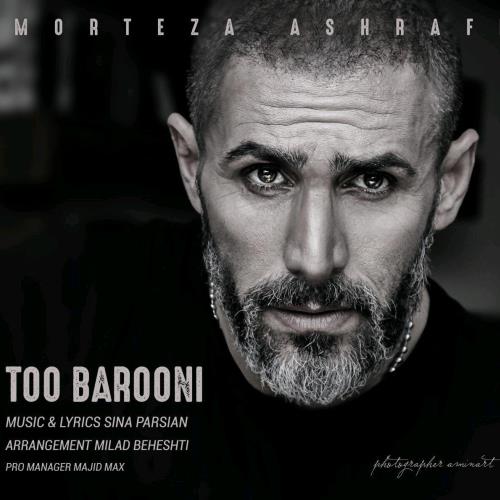 MORTEZA ASHRAF
TOO BAROONI
MUSIC & LYRICS SINA PARSIAN
ARRANGEMENT MILAD BEHESHTI
PRO MANAGER MAJID MAX
photographer aminart